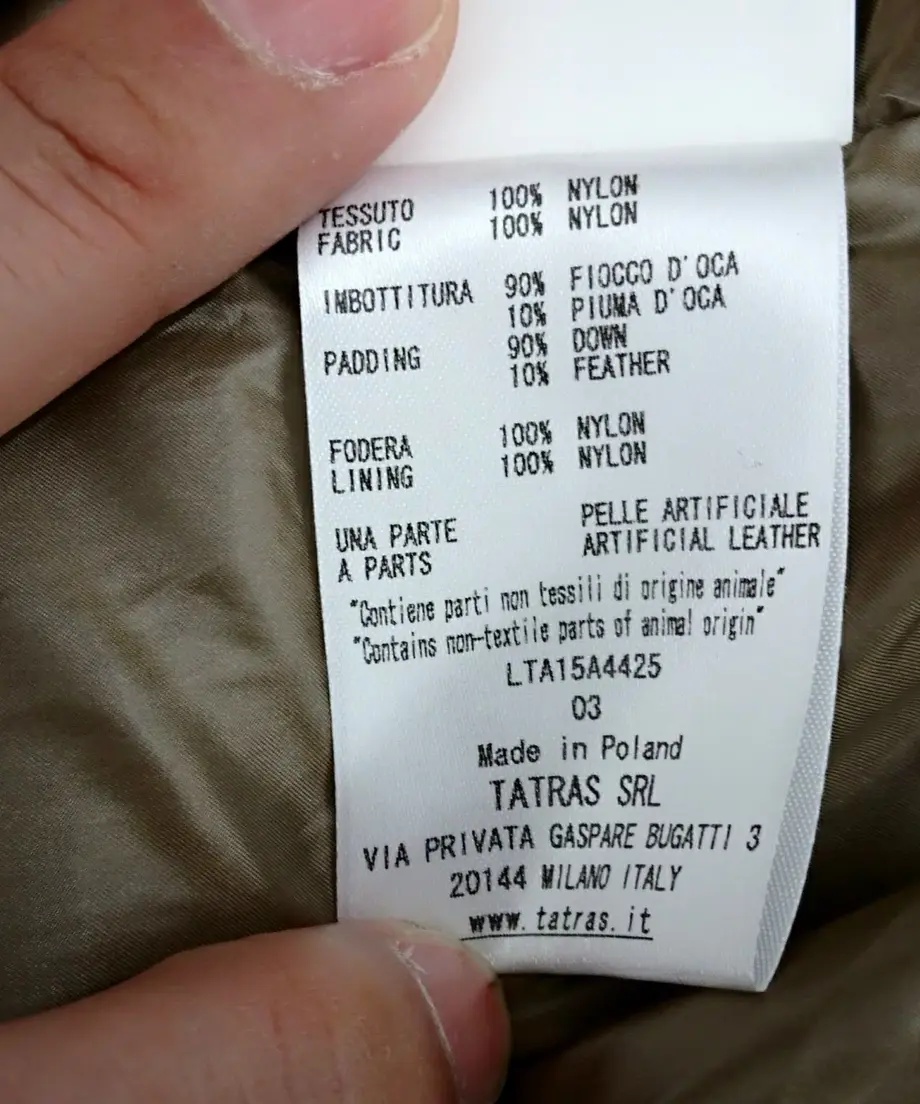 TESSUTO 100% NYLON
FABRIC 100% NYLON
IMBOTTITURA 90% FIOCCO D'OCA
10% PIUMA D'OCA
PADDING 90% DOWN
10% FEATHER
FODERA 100% NYLON
LINING 100% NYLON
UNA PARTE PELLE ARTIFICIALE
A PARTS ARTIFICIAL LEATHER
"Contiene parti non tessili di origine animale"
"Contains non-textile parts of animal origin"
LTA15A4425
03
Made in Poland
TATRAS SRL
VIA PRIVATA GASPARE BUGATTI 3
20144 MILANO ITALY
www.tatras.it